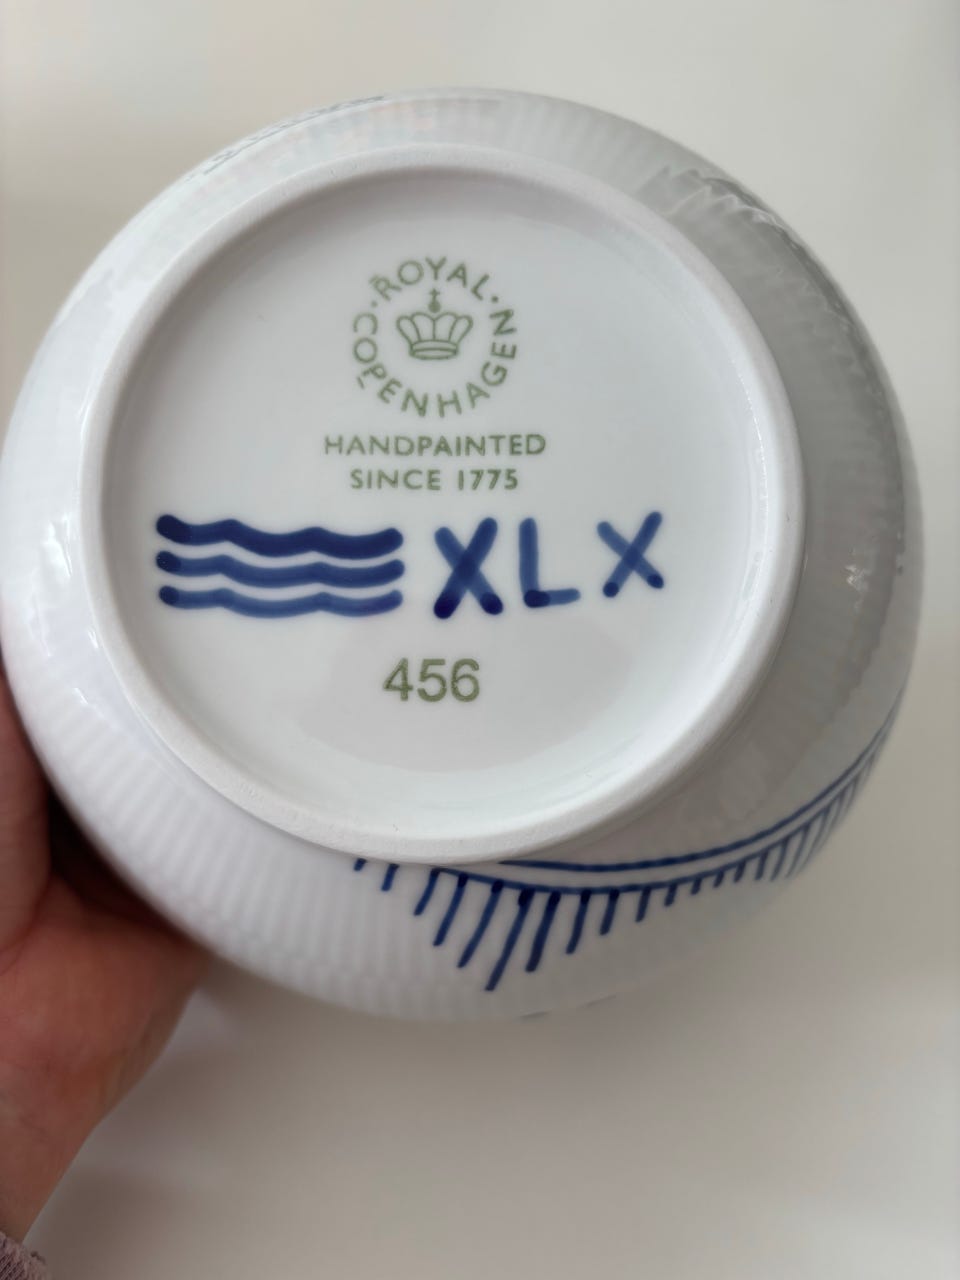 ROYAL · COPENHAGEN ·
HANDPAINTED
SINCE 1775
XLX
456